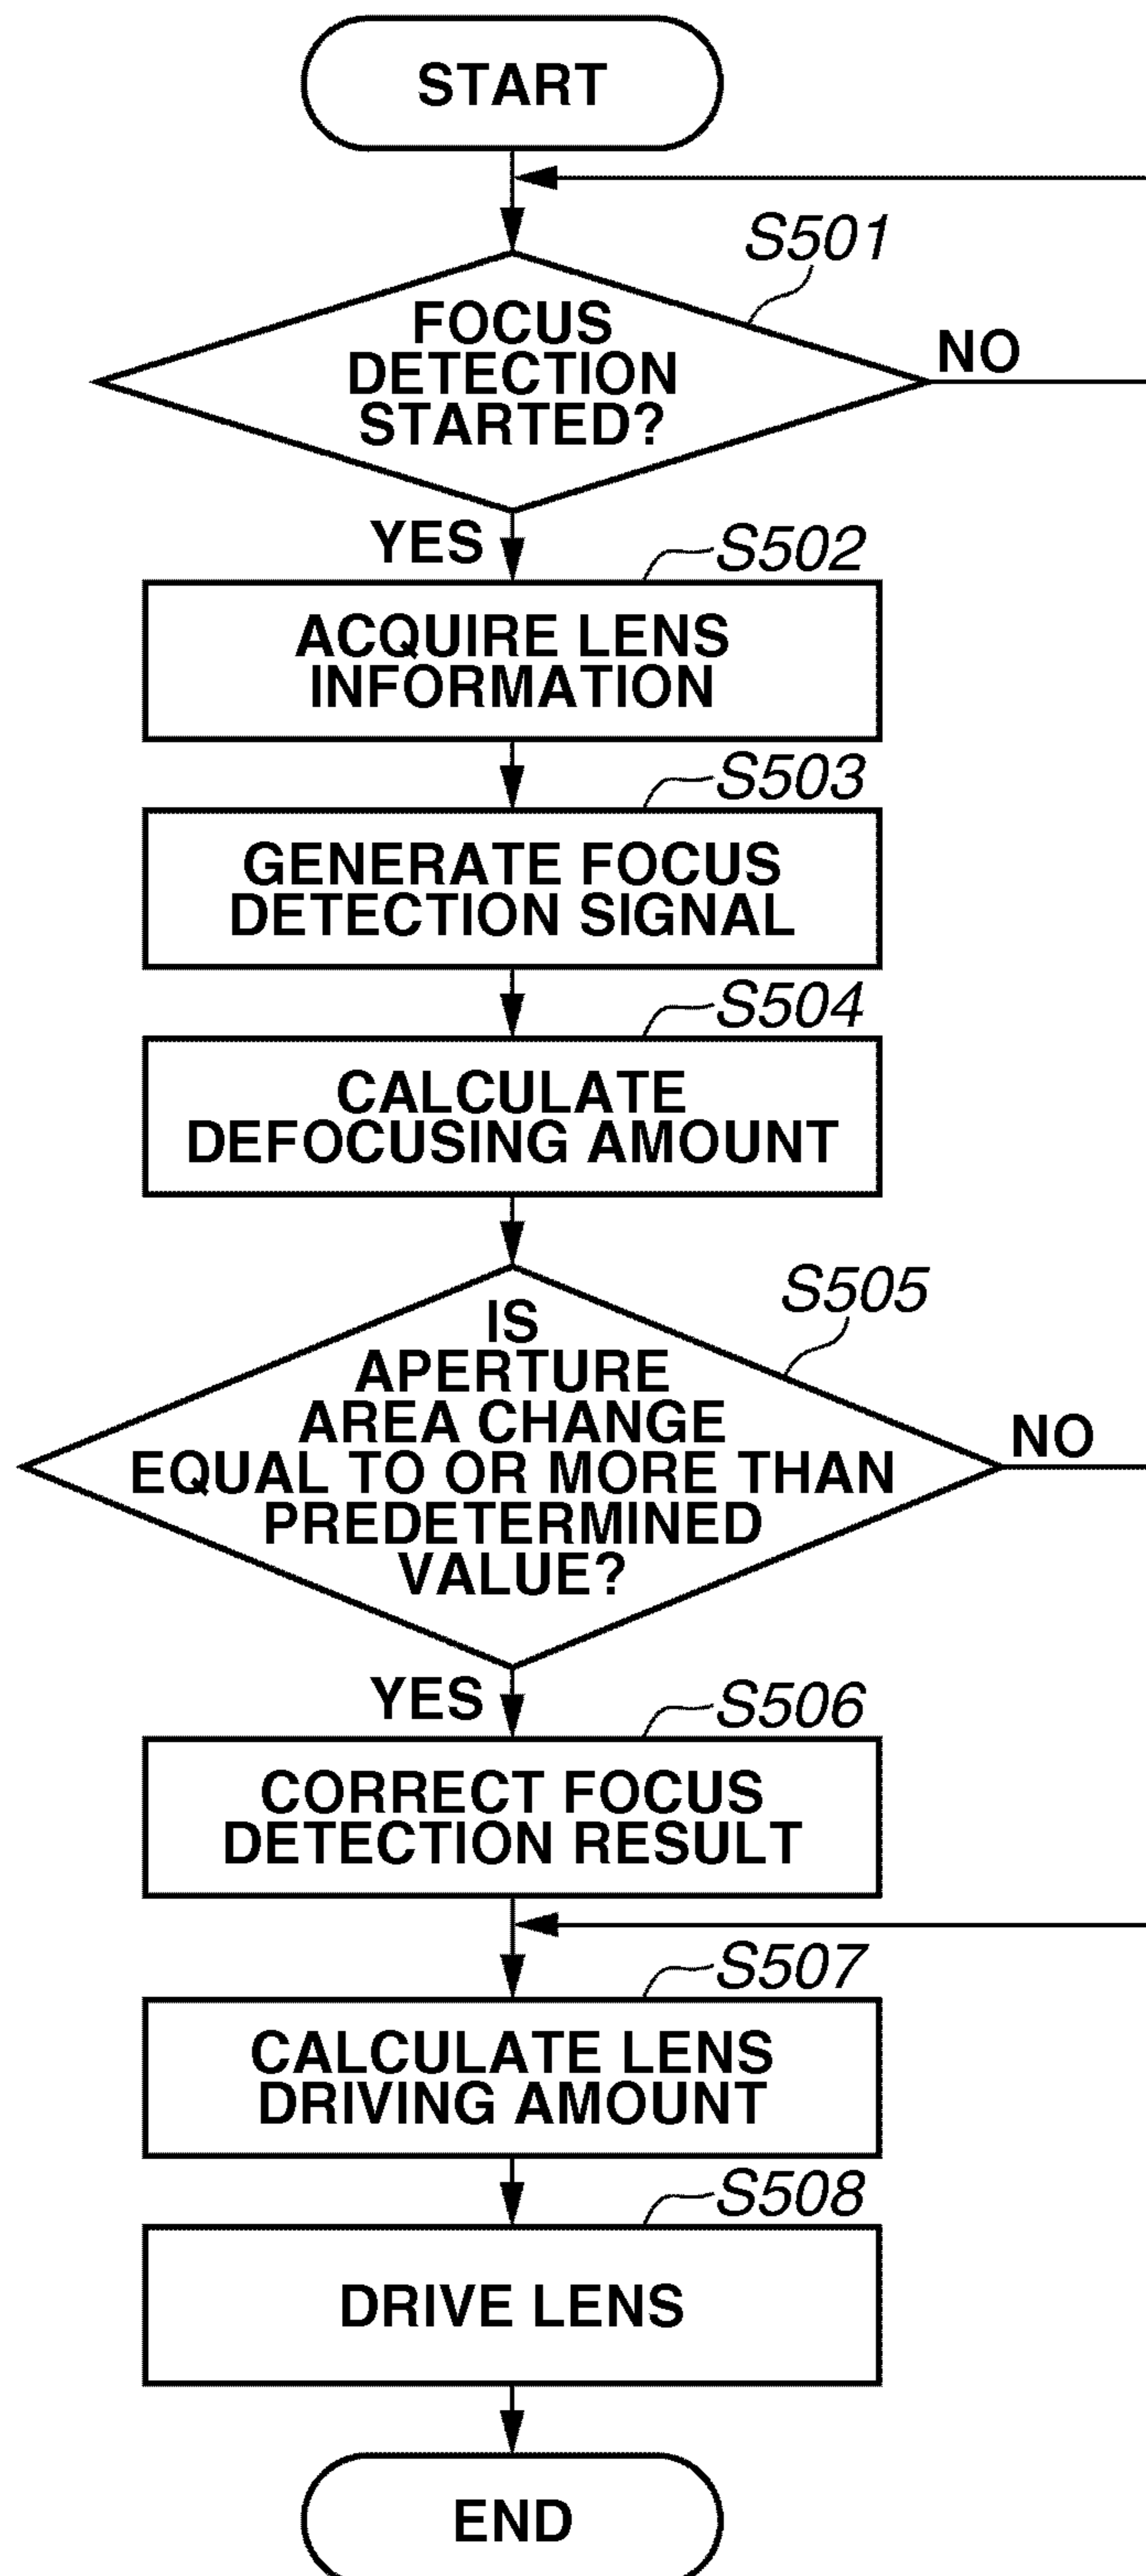 START
S501
FOCUS
DETECTION
STARTED?
NO
YES
S502
ACQUIRE LENS
INFORMATION
S503
GENERATE FOCUS
DETECTION SIGNAL
S504
CALCULATE
DEFOCUSING AMOUNT
S505
IS
APERTURE
AREA CHANGE
EQUAL TO OR MORE THAN
PREDETERMINED
VALUE?
NO
YES
S506
CORRECT FOCUS
DETECTION RESULT
S507
CALCULATE LENS
DRIVING AMOUNT
S508
DRIVE LENS
END